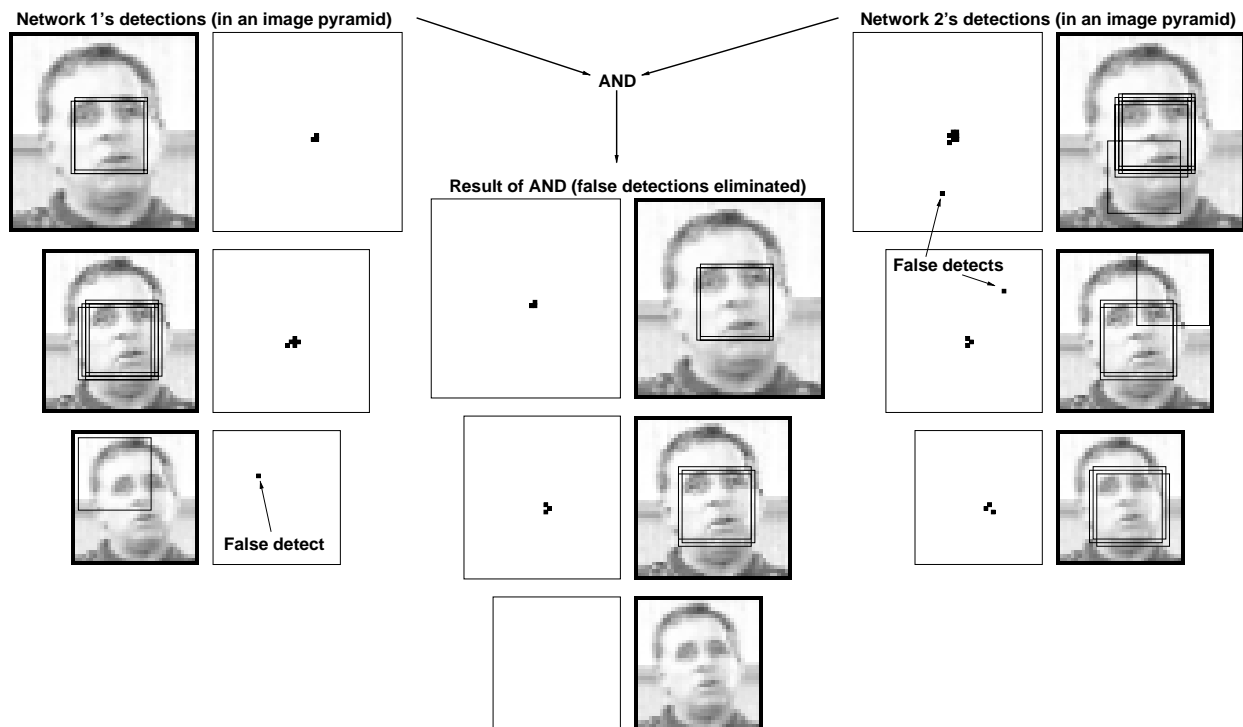 Network 1's detections (in an image pyramid)
Network 2's detections (in an image pyramid)
AND
Result of AND (false detections eliminated)
False detects
False detect